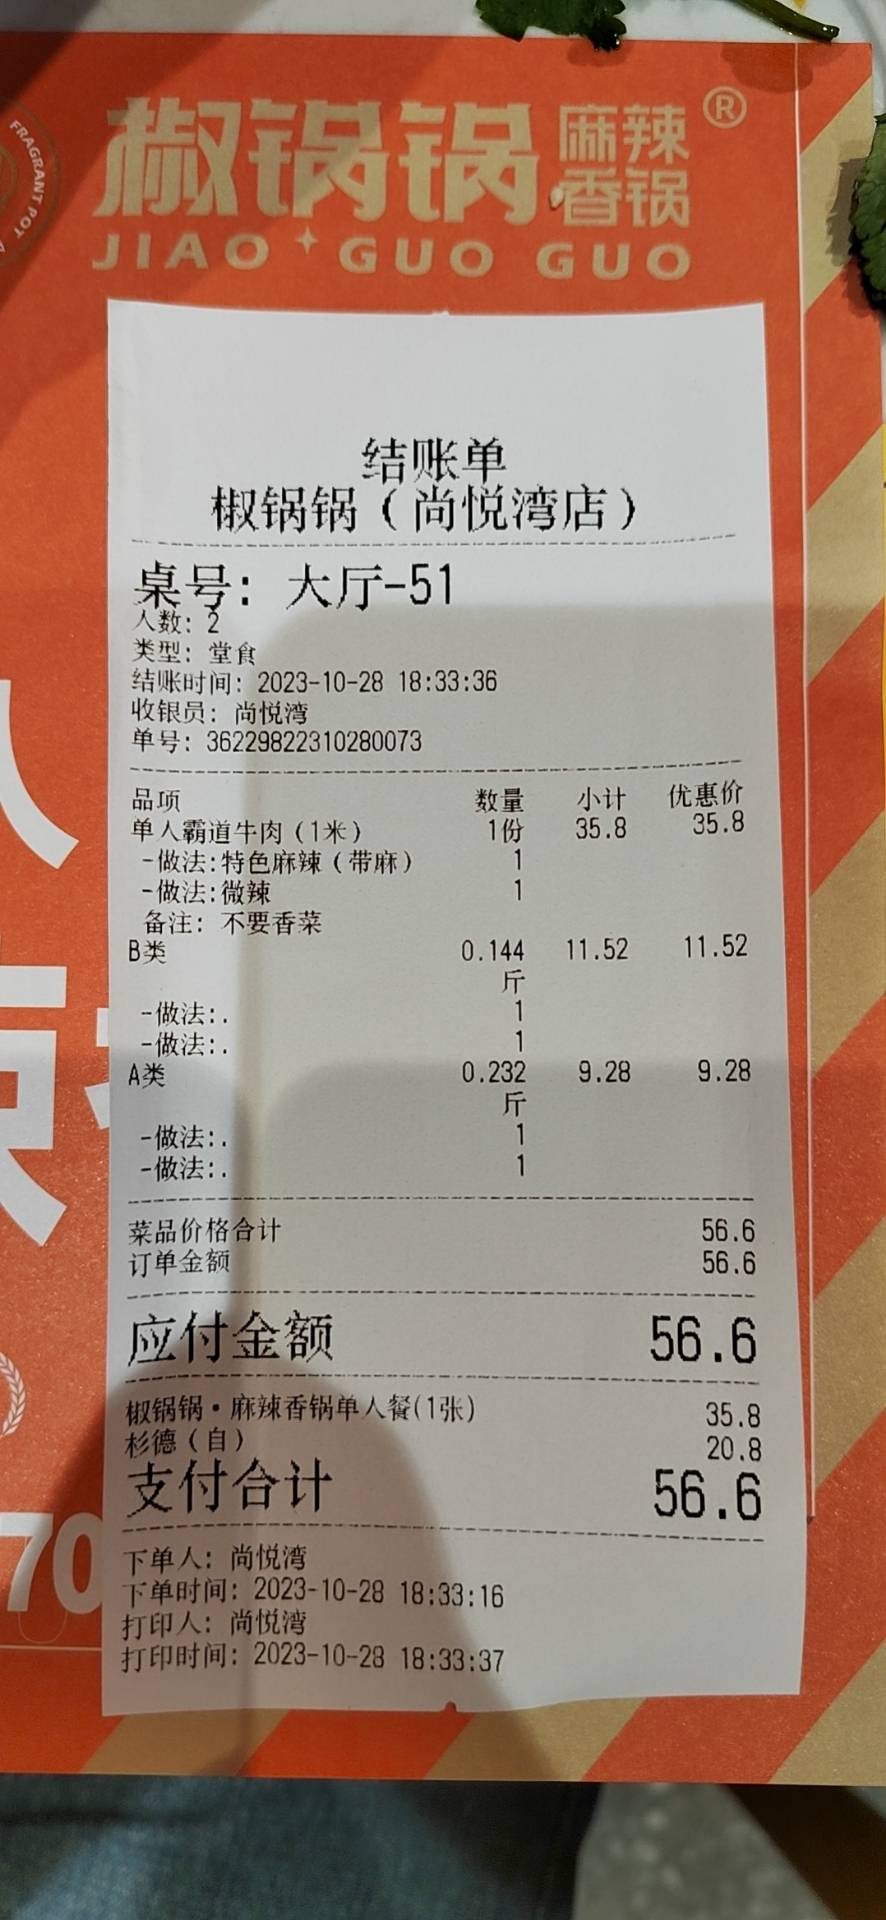 FRAGRANT POT
椒锅锅 麻辣香锅 ®
JIAO GUO GUO
结账单
椒锅锅（尚悦湾店）
桌号: 大厅-51
人数: 2
类型: 堂食
结账时间: 2023-10-28 18:33:36
收银员: 尚悦湾
单号: 36229822310280073
品项 数量 小计 优惠价
单人霸道牛肉（1米） 1份 35.8 35.8
-做法:特色麻辣（带麻） 1
-做法:微辣 1
备注: 不要香菜
B类 0.144 11.52 11.52
斤
-做法:. 1
-做法:. 1
A类 0.232 9.28 9.28
斤
-做法:. 1
-做法:. 1
菜品价格合计 56.6
订单金额 56.6
应付金额 56.6
椒锅锅·麻辣香锅单人餐(1张) 35.8
杉德（自） 20.8
支付合计 56.6
70
下单人: 尚悦湾
下单时间: 2023-10-28 18:33:16
打印人: 尚悦湾
打印时间: 2023-10-28 18:33:37